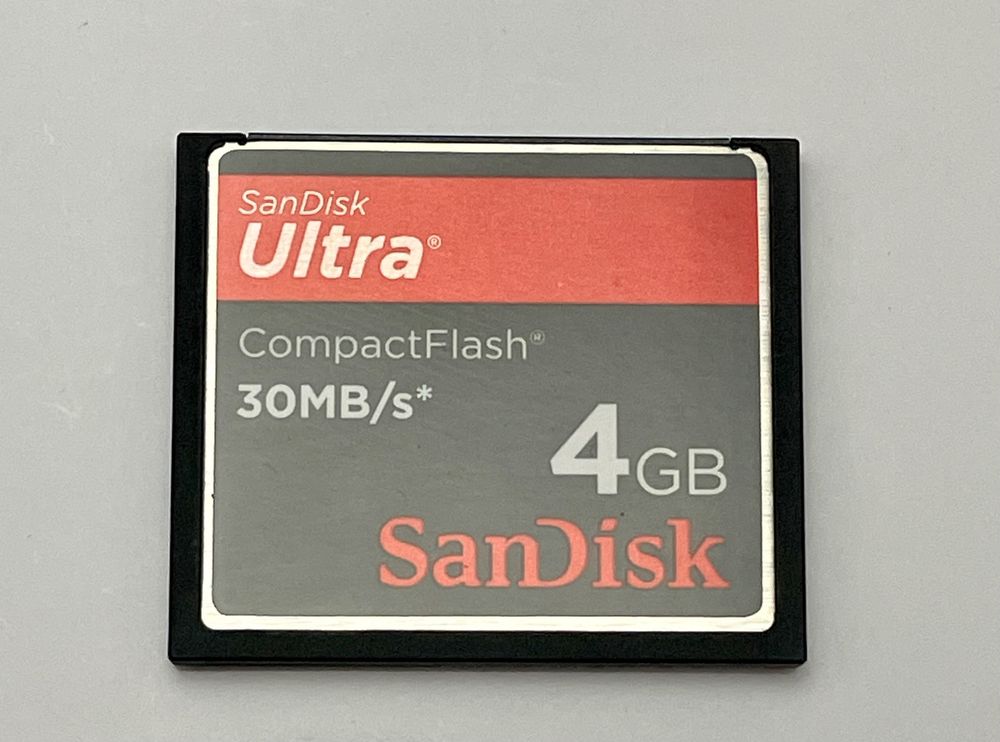 SanDisk
Ultra®
CompactFlash®
30MB/s*
4GB
SanDisk